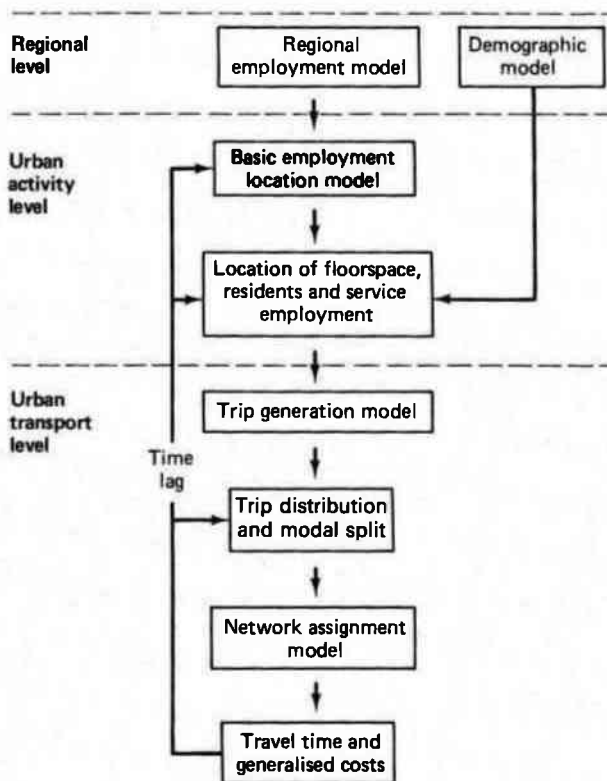 Regional
level
Regional
employment model
Demographic
model
Urban
activity
level
Basic employment
location model
Location of floorspace,
residents and service
employment
Urban
transport
level
Trip generation model
Time
lag
Trip distribution
and modal split
Network assignment
model
Travel time and
generalised costs